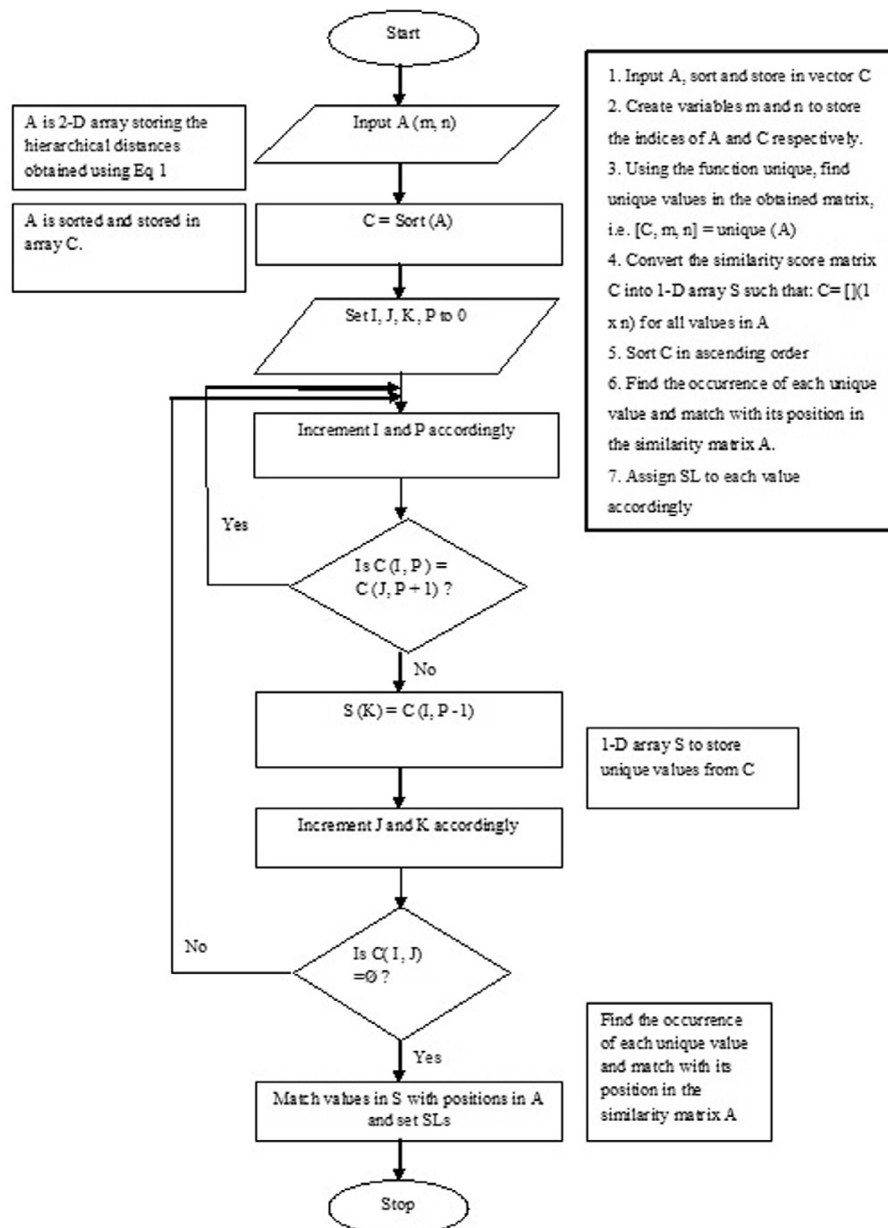 Start
Input A (m, n)
A is 2-D array storing the
hierarchical distances
obtained using Eq 1
C = Sort (A)
A is sorted and stored in
array C.
Set I, J, K, P to 0
Increment I and P accordingly
Yes
Is C (I, P ) =
C (J, P + 1) ?
No
S (K) = C (I, P -1)
1-D array S to store
unique values from C
Increment J and K accordingly
No
Is C( I , J)
=Ø ?
Yes
Find the occurrence
of each unique value
and match with its
position in the
similarity matrix A
Match values in S with positions in A
and set SLs
Stop
1. Input A, sort and store in vector C
2. Create variables m and n to store
the indices of A and C respectively.
3. Using the function unique, find
unique values in the obtained matrix,
i.e. [C, m, n] = unique (A)
4. Convert the similarity score matrix
C into 1-D array S such that: C= [](1
x n) for all values in A
5. Sort C in ascending order
6. Find the occurrence of each unique
value and match with its position in
the similarity matrix A.
7. Assign SL to each value
accordingly